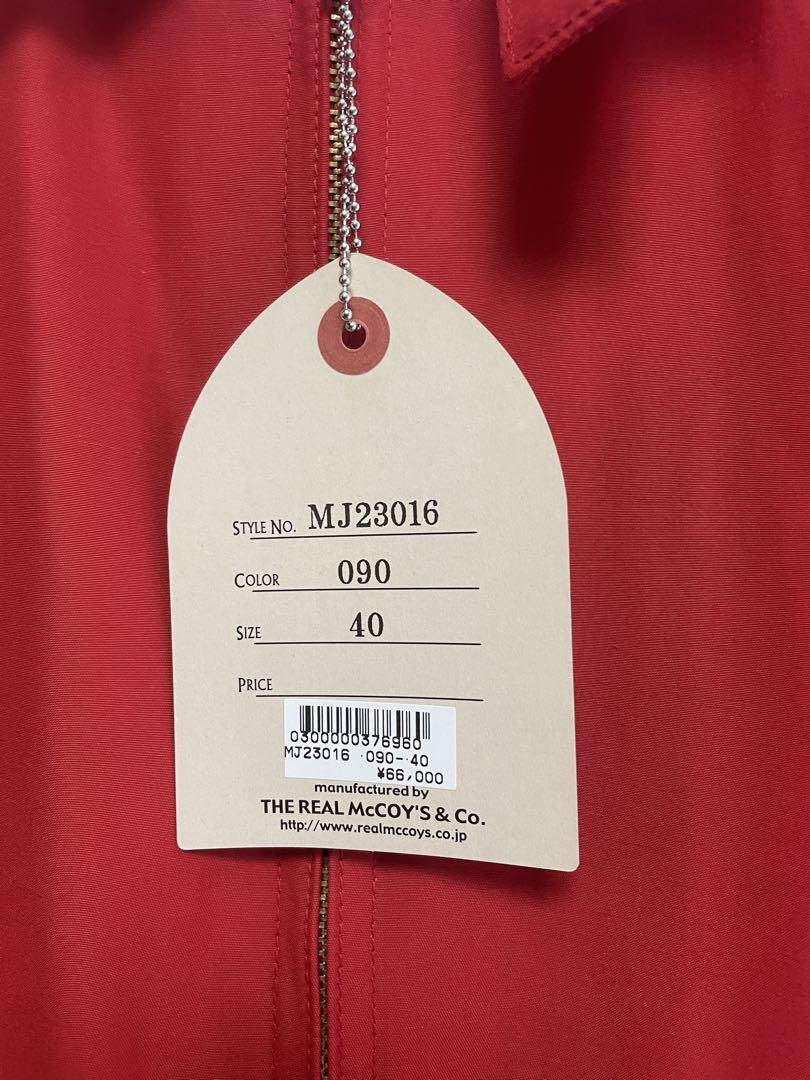 STYLE NO. MJ23016
COLOR 090
SIZE 40
PRICE
0300000376960
MJ23016 090-40
¥66,000
manufactured by
THE REAL McCOY'S & Co.
http://www.realmccoys.co.jp